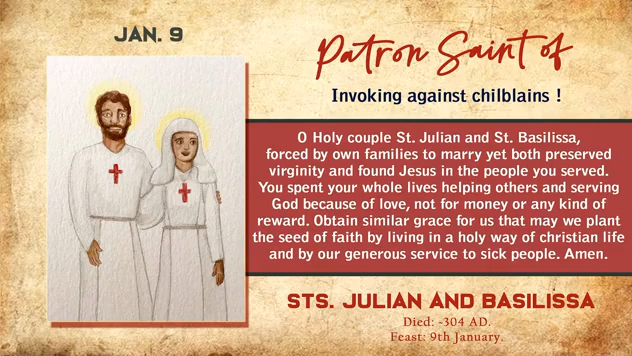 JAN. 9
Patron Saint of
Invoking against chilblains !
O Holy couple St. Julian and St. Basilissa,
forced by own families to marry yet both preserved
virginity and found Jesus in the people you served.
You spent your whole lives helping others and serving
God because of love, not for money or any kind of
reward. Obtain similar grace for us that may we plant
the seed of faith by living in a holy way of christian life
and by our generous service to sick people. Amen.
STS. JULIAN AND BASILISSA
Died: -304 AD.
Feast: 9th January.